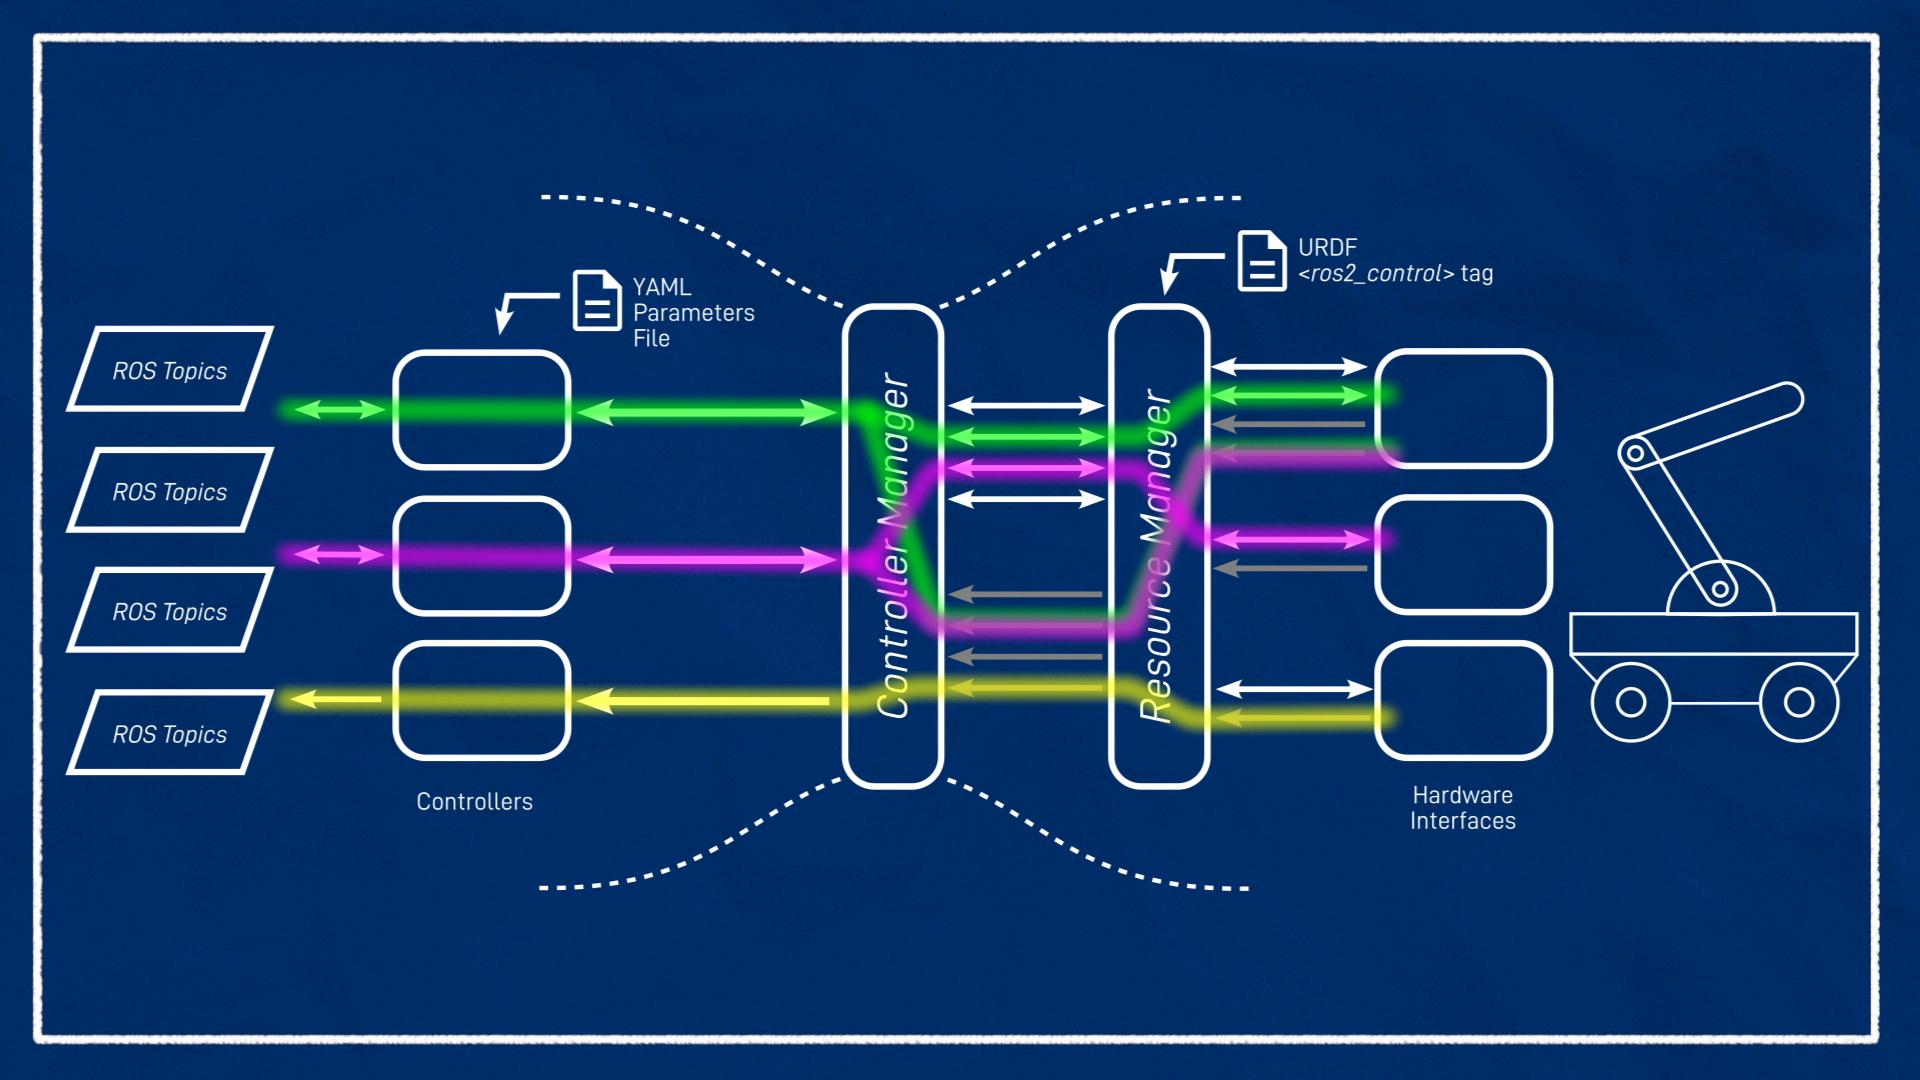 URDF
<ros2_control> tag
YAML
Parameters
File
ROS Topics
ROS Topics
ROS Topics
ROS Topics
Controller Manager
Resource Manager
Controllers
Hardware
Interfaces